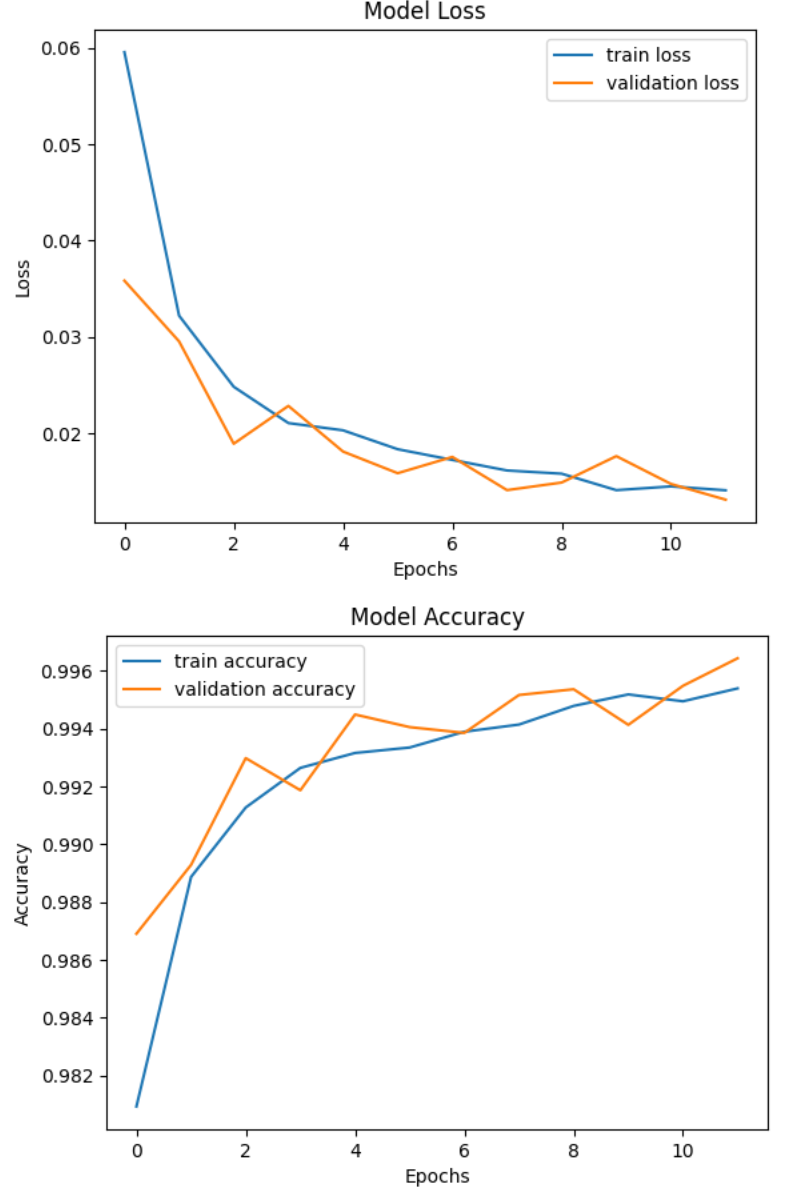 Model Loss
train loss
validation loss
0.06
0.05
0.04
0.03
0.02
Loss
0 2 4 6 8 10
Epochs
Model Accuracy
train accuracy
validation accuracy
0.996
0.994
0.992
0.990
0.988
0.986
0.984
0.982
Accuracy
0 2 4 6 8 10
Epochs